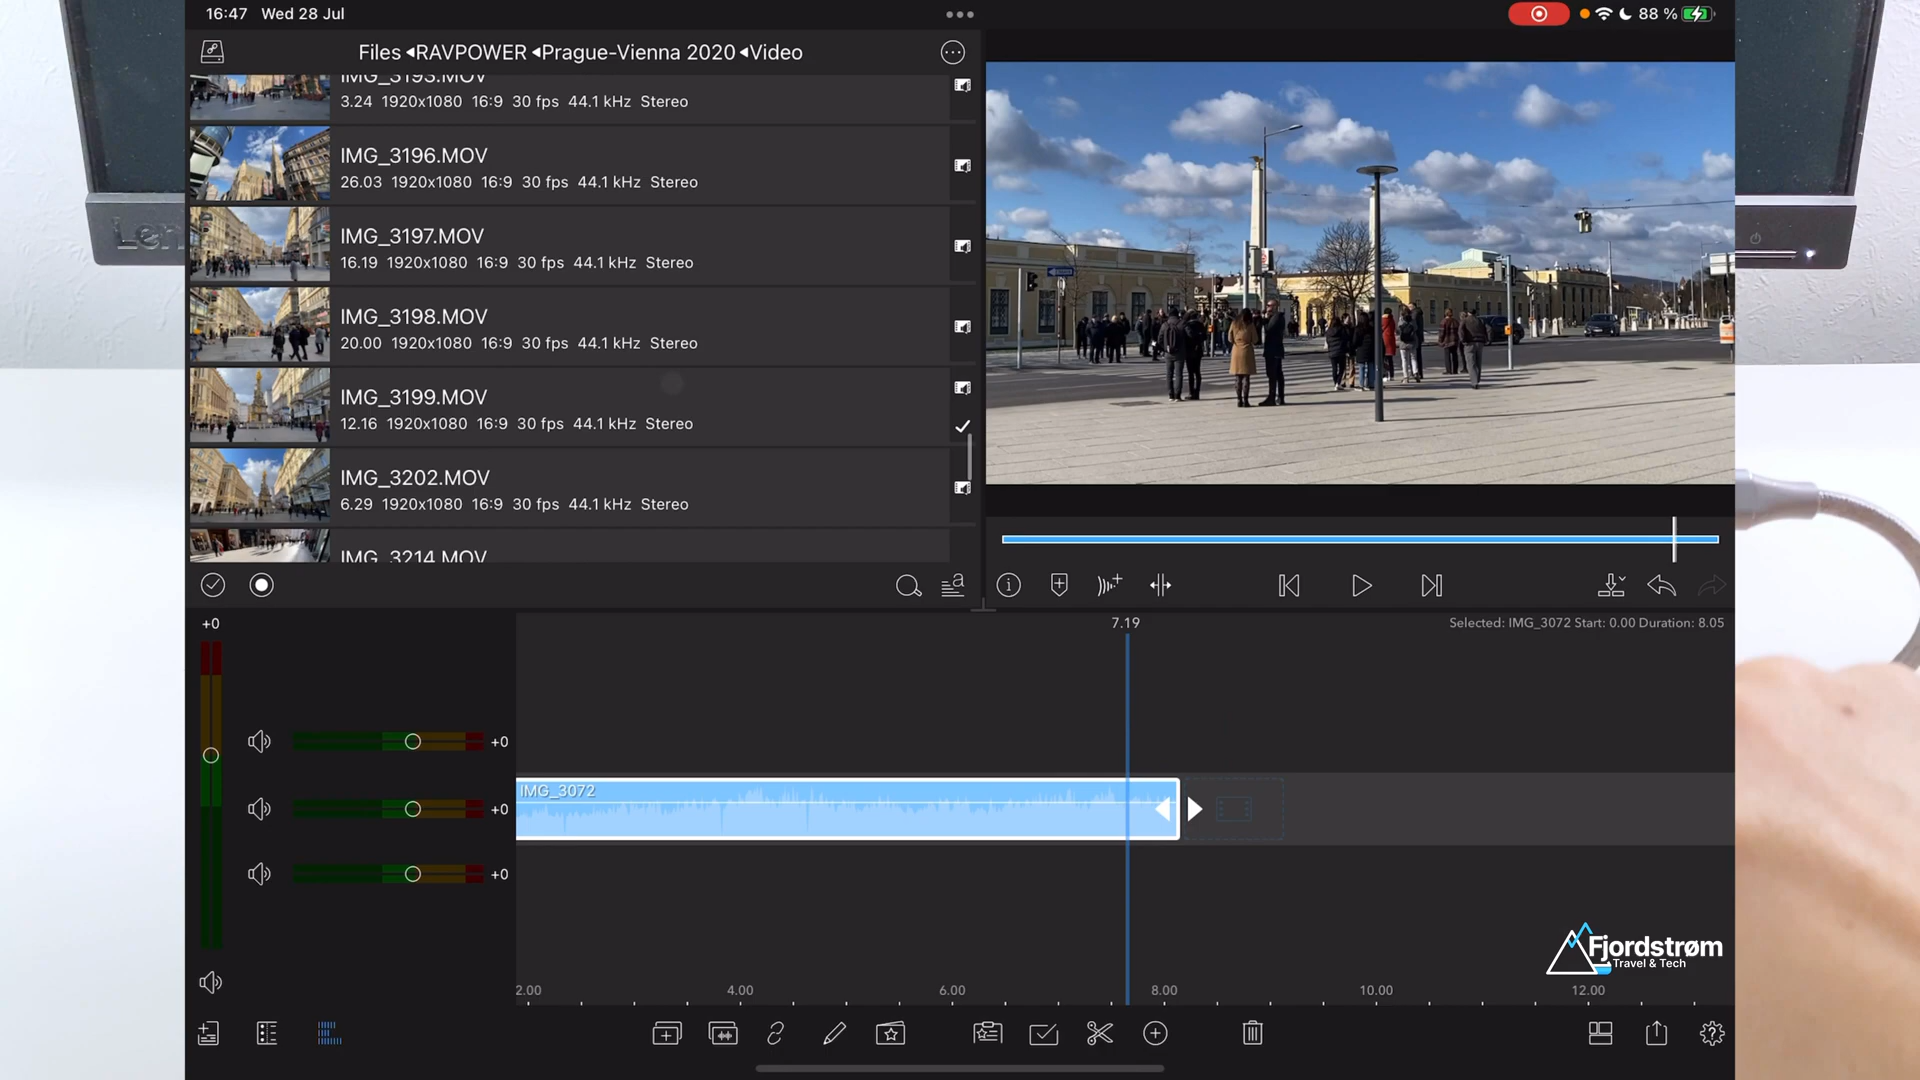 16:47 Wed 28 Jul
88 %
Files ◂RAVPOWER ◂Prague-Vienna 2020 ◂Video
IMG_3193.MOV
3.24 1920x1080 16:9 30 fps 44.1 kHz Stereo
IMG_3196.MOV
26.03 1920x1080 16:9 30 fps 44.1 kHz Stereo
IMG_3197.MOV
16.19 1920x1080 16:9 30 fps 44.1 kHz Stereo
IMG_3198.MOV
20.00 1920x1080 16:9 30 fps 44.1 kHz Stereo
IMG_3199.MOV
12.16 1920x1080 16:9 30 fps 44.1 kHz Stereo
IMG_3202.MOV
6.29 1920x1080 16:9 30 fps 44.1 kHz Stereo
IMG_3214.MOV
Len
+0
7.19
Selected: IMG_3072 Start: 0.00 Duration: 8.05
+0
IMG_3072
+0
+0
Fjordstrøm
Travel & Tech
2.00 4.00 6.00 8.00 10.00 12.00